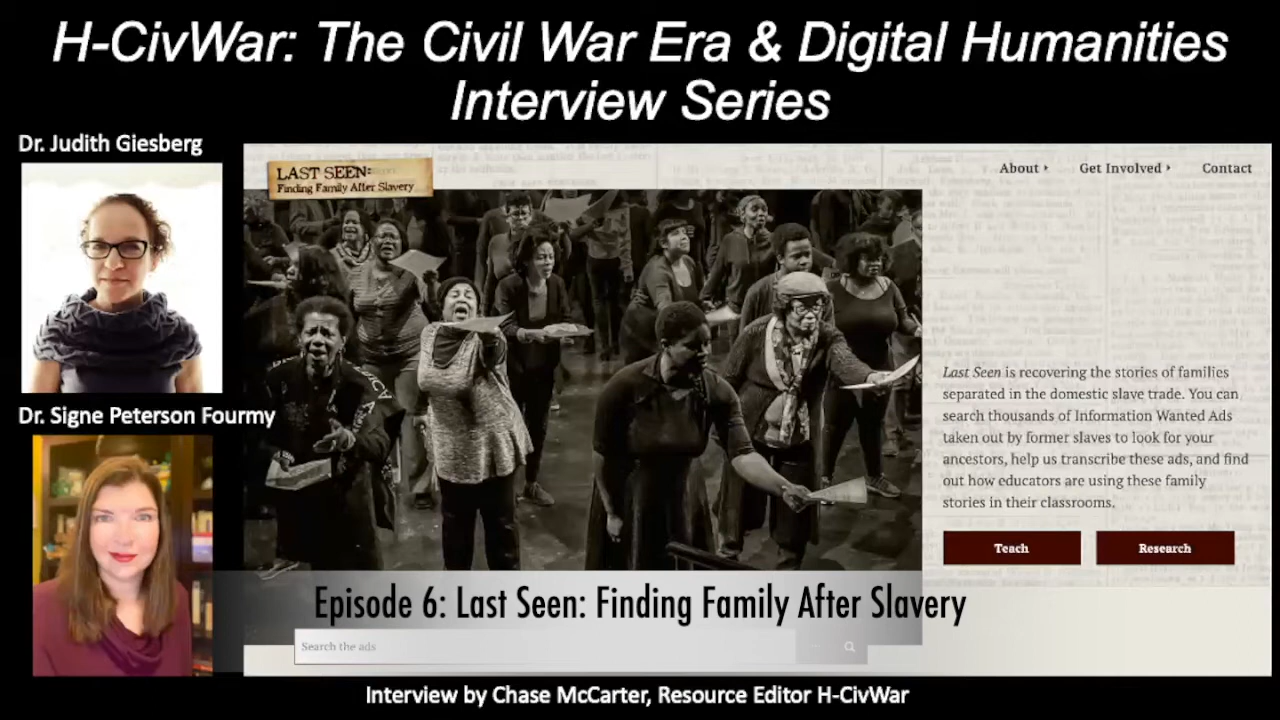 H-CivWar: The Civil War Era & Digital Humanities
Interview Series
Dr. Judith Giesberg
Dr. Signe Peterson Fourmy
LAST SEEN:
Finding Family After Slavery
About
Get Involved
Contact
Last Seen is recovering the stories of families
separated in the domestic slave trade. You can
search thousands of Information Wanted Ads
taken out by former slaves to look for your
ancestors, help us transcribe these ads, and find
out how educators are using these family
stories in their classrooms.
Teach
Research
Episode 6: Last Seen: Finding Family After Slavery
Search the ads
Interview by Chase McCarter, Resource Editor H-CivWar